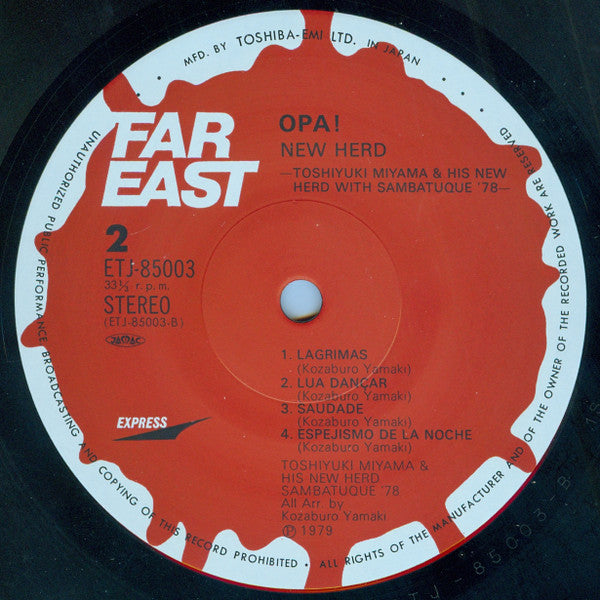 MFD. BY TOSHIBA-EMI LTD. IN JAPAN •
UNAUTHORIZED PUBLIC PERFORMANCE BROADCASTING AND COPYING OF THIS RECORD PROHIBITED • ALL RIGHTS OF THE MANUFACTURER AND OF THE OWNER OF THE RECORDED WORK ARE RESERVED
FAR
EAST
OPA!
NEW HERD
—TOSHIYUKI MIYAMA & HIS NEW
HERD WITH SAMBATUQUE '78—
2
ETJ-85003
33⅓ r.p.m.
STEREO
(ETJ-85003-B)
JASRAC
EXPRESS
1. LAGRIMAS
(Kozaburo Yamaki)
2. LUA DANÇAR
(Kozaburo Yamaki)
3. SAUDADE
(Kozaburo Yamaki)
4. ESPEJISMO DE LA NOCHE
(Kozaburo Yamaki)
TOSHIYUKI MIYAMA &
HIS NEW HERD
SAMBATUQUE '78
All Arr. by
Kozaburo Yamaki
℗ 1979
ETJ-85003-B